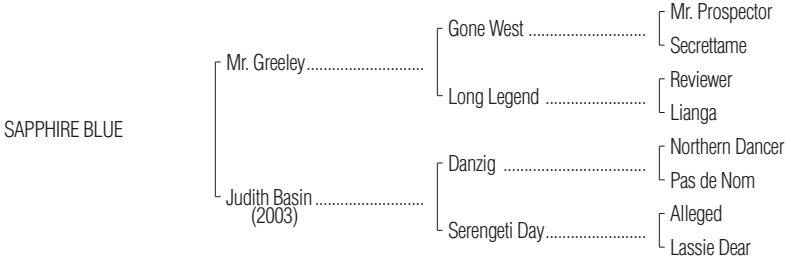 Mr. Prospector
Gone West ..............................
Secrettame
Mr. Greeley..............................
Reviewer
Long Legend ..........................
Lianga
SAPPHIRE BLUE
Northern Dancer
Danzig .....................................
Pas de Nom
Judith Basin ............................
(2003)
Alleged
Serengeti Day..........................
Lassie Dear